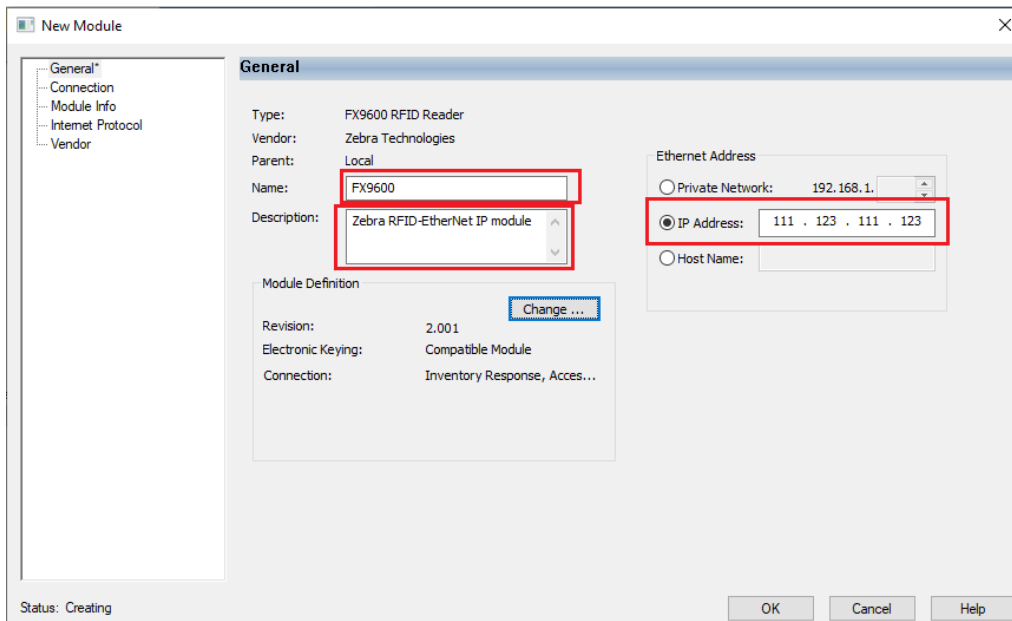 New Module
General*
Connection
Module Info
Internet Protocol
Vendor
General
Type: FX9600 RFID Reader
Vendor: Zebra Technologies
Parent: Local
Name: FX9600
Description: Zebra RFID-EtherNet IP module
Ethernet Address
Private Network: 192.168.1.
IP Address: 111 . 123 . 111 . 123
Host Name:
Module Definition
Change ...
Revision: 2.001
Electronic Keying: Compatible Module
Connection: Inventory Response, Acces...
Status: Creating
OK Cancel Help